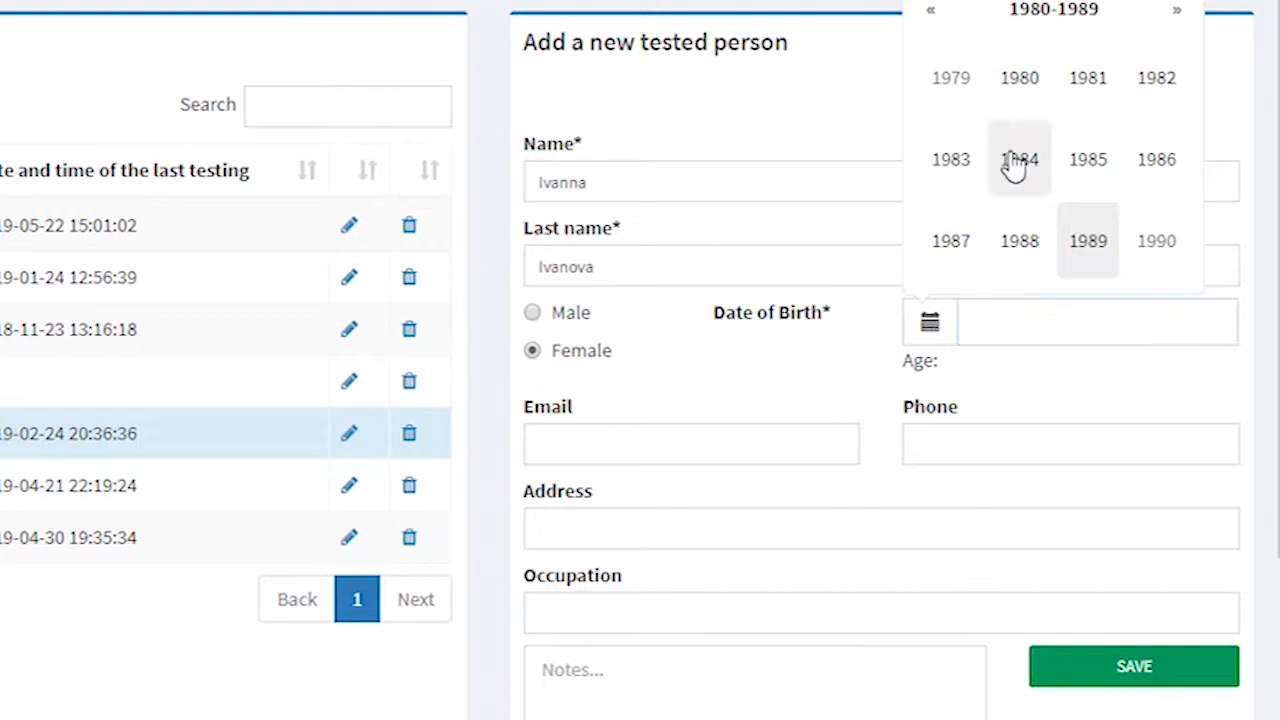 Search
te and time of the last testing
19-05-22 15:01:02
19-01-24 12:56:39
18-11-23 13:16:18
19-02-24 20:36:36
19-04-21 22:19:24
19-04-30 19:35:34
Back 1 Next
Add a new tested person
« 1980-1989 »
1979 1980 1981 1982
1983 1984 1985 1986
1987 1988 1989 1990
Name*
Ivanna
Last name*
Ivanova
Male
Female
Date of Birth*
Age:
Email
Phone
Address
Occupation
Notes...
SAVE